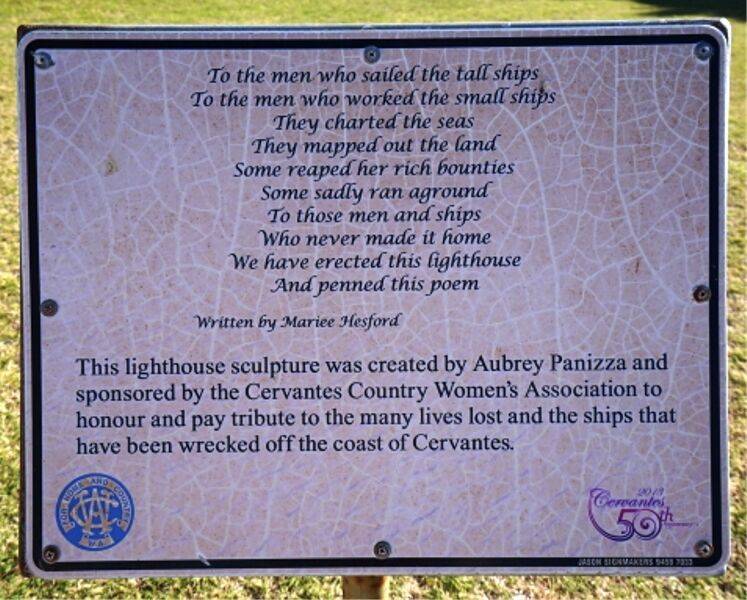 To the men who sailed the tall ships
To the men who worked the small ships
They charted the seas
They mapped out the land
Some reaped her rich bounties
Some sadly ran aground
To those men and ships
Who never made it home
We have erected this lighthouse
And penned this poem
Written by Mariee Hesford
This lighthouse sculpture was created by Aubrey Panizza and
sponsored by the Cervantes Country Women's Association to
honour and pay tribute to the many lives lost and the ships that
have been wrecked off the coast of Cervantes.
HOME AND COUNTRY
CWA
W.A.
2013
Cervantes
50th
JASON SIGNMAKERS